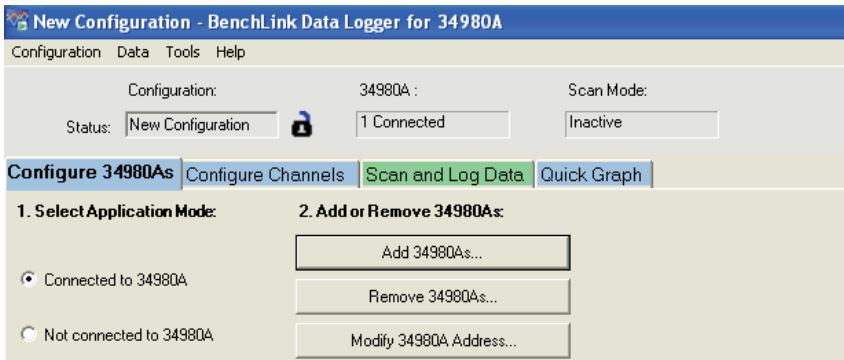 New Configuration - BenchLink Data Logger for 34980A
Configuration Data Tools Help
Configuration: 34980A : Scan Mode:
Status: New Configuration 1 Connected Inactive
Configure 34980As Configure Channels Scan and Log Data Quick Graph
1. Select Application Mode: 2. Add or Remove 34980As:
Add 34980As...
Connected to 34980A
Remove 34980As...
Not connected to 34980A
Modify 34980A Address...